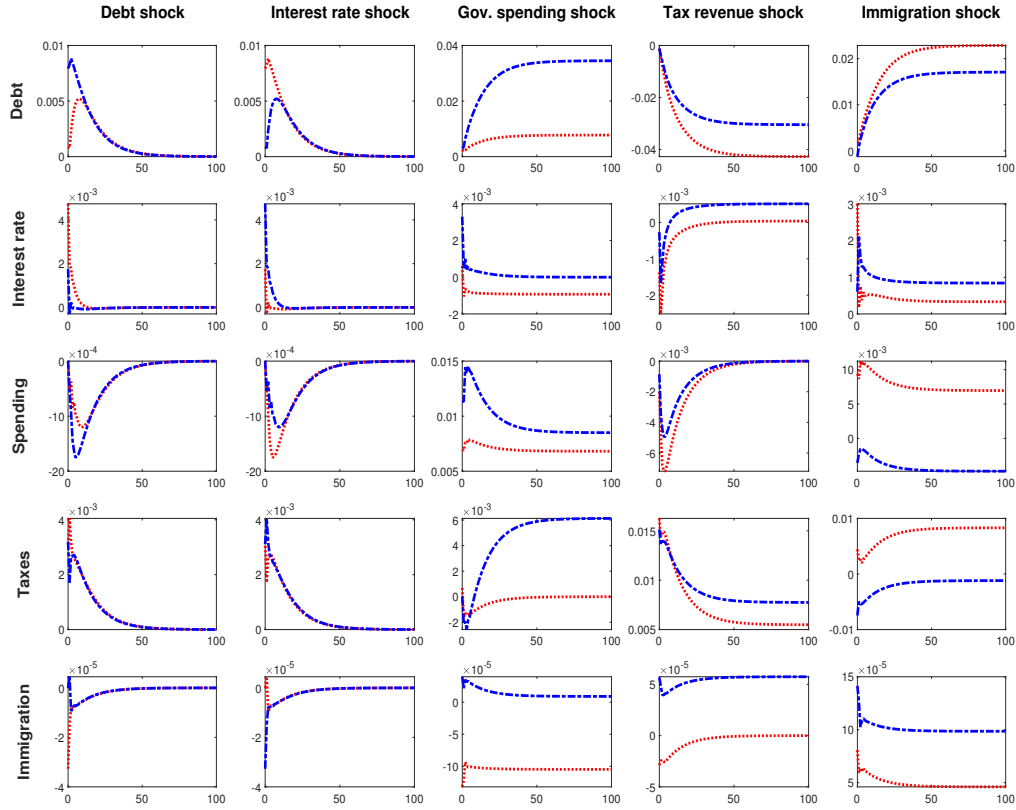 Debt shock
Interest rate shock
Gov. spending shock
Tax revenue shock
Immigration shock
Debt
0.01
0.005
0
0 50 100
0.01
0.005
0
0 50 100
0.04
0.02
0
0 50 100
0
-0.02
-0.04
0 50 100
0.02
0.01
0
0 50 100
Interest rate
×10-3
4
2
0
0 50 100
×10-3
4
2
0
0 50 100
×10-3
4
2
0
-2
0 50 100
×10-3
0
-1
-2
0 50 100
×10-3
3
2
1
0
0 50 100
Spending
×10-4
0
-10
-20
0 50 100
×10-4
0
-10
-20
0 50 100
0.015
0.01
0.005
0 50 100
×10-3
0
-2
-4
-6
0 50 100
×10-3
10
5
0
0 50 100
Taxes
×10-3
4
2
0
0 50 100
×10-3
4
2
0
0 50 100
×10-3
6
4
2
0
-2
0 50 100
0.015
0.01
0.005
0 50 100
0.01
0
-0.01
0 50 100
Immigration
×10-5
0
-2
-4
0 50 100
×10-5
0
-2
-4
0 50 100
×10-5
0
-5
-10
0 50 100
×10-5
5
0
-5
0 50 100
×10-5
15
10
5
0 50 100